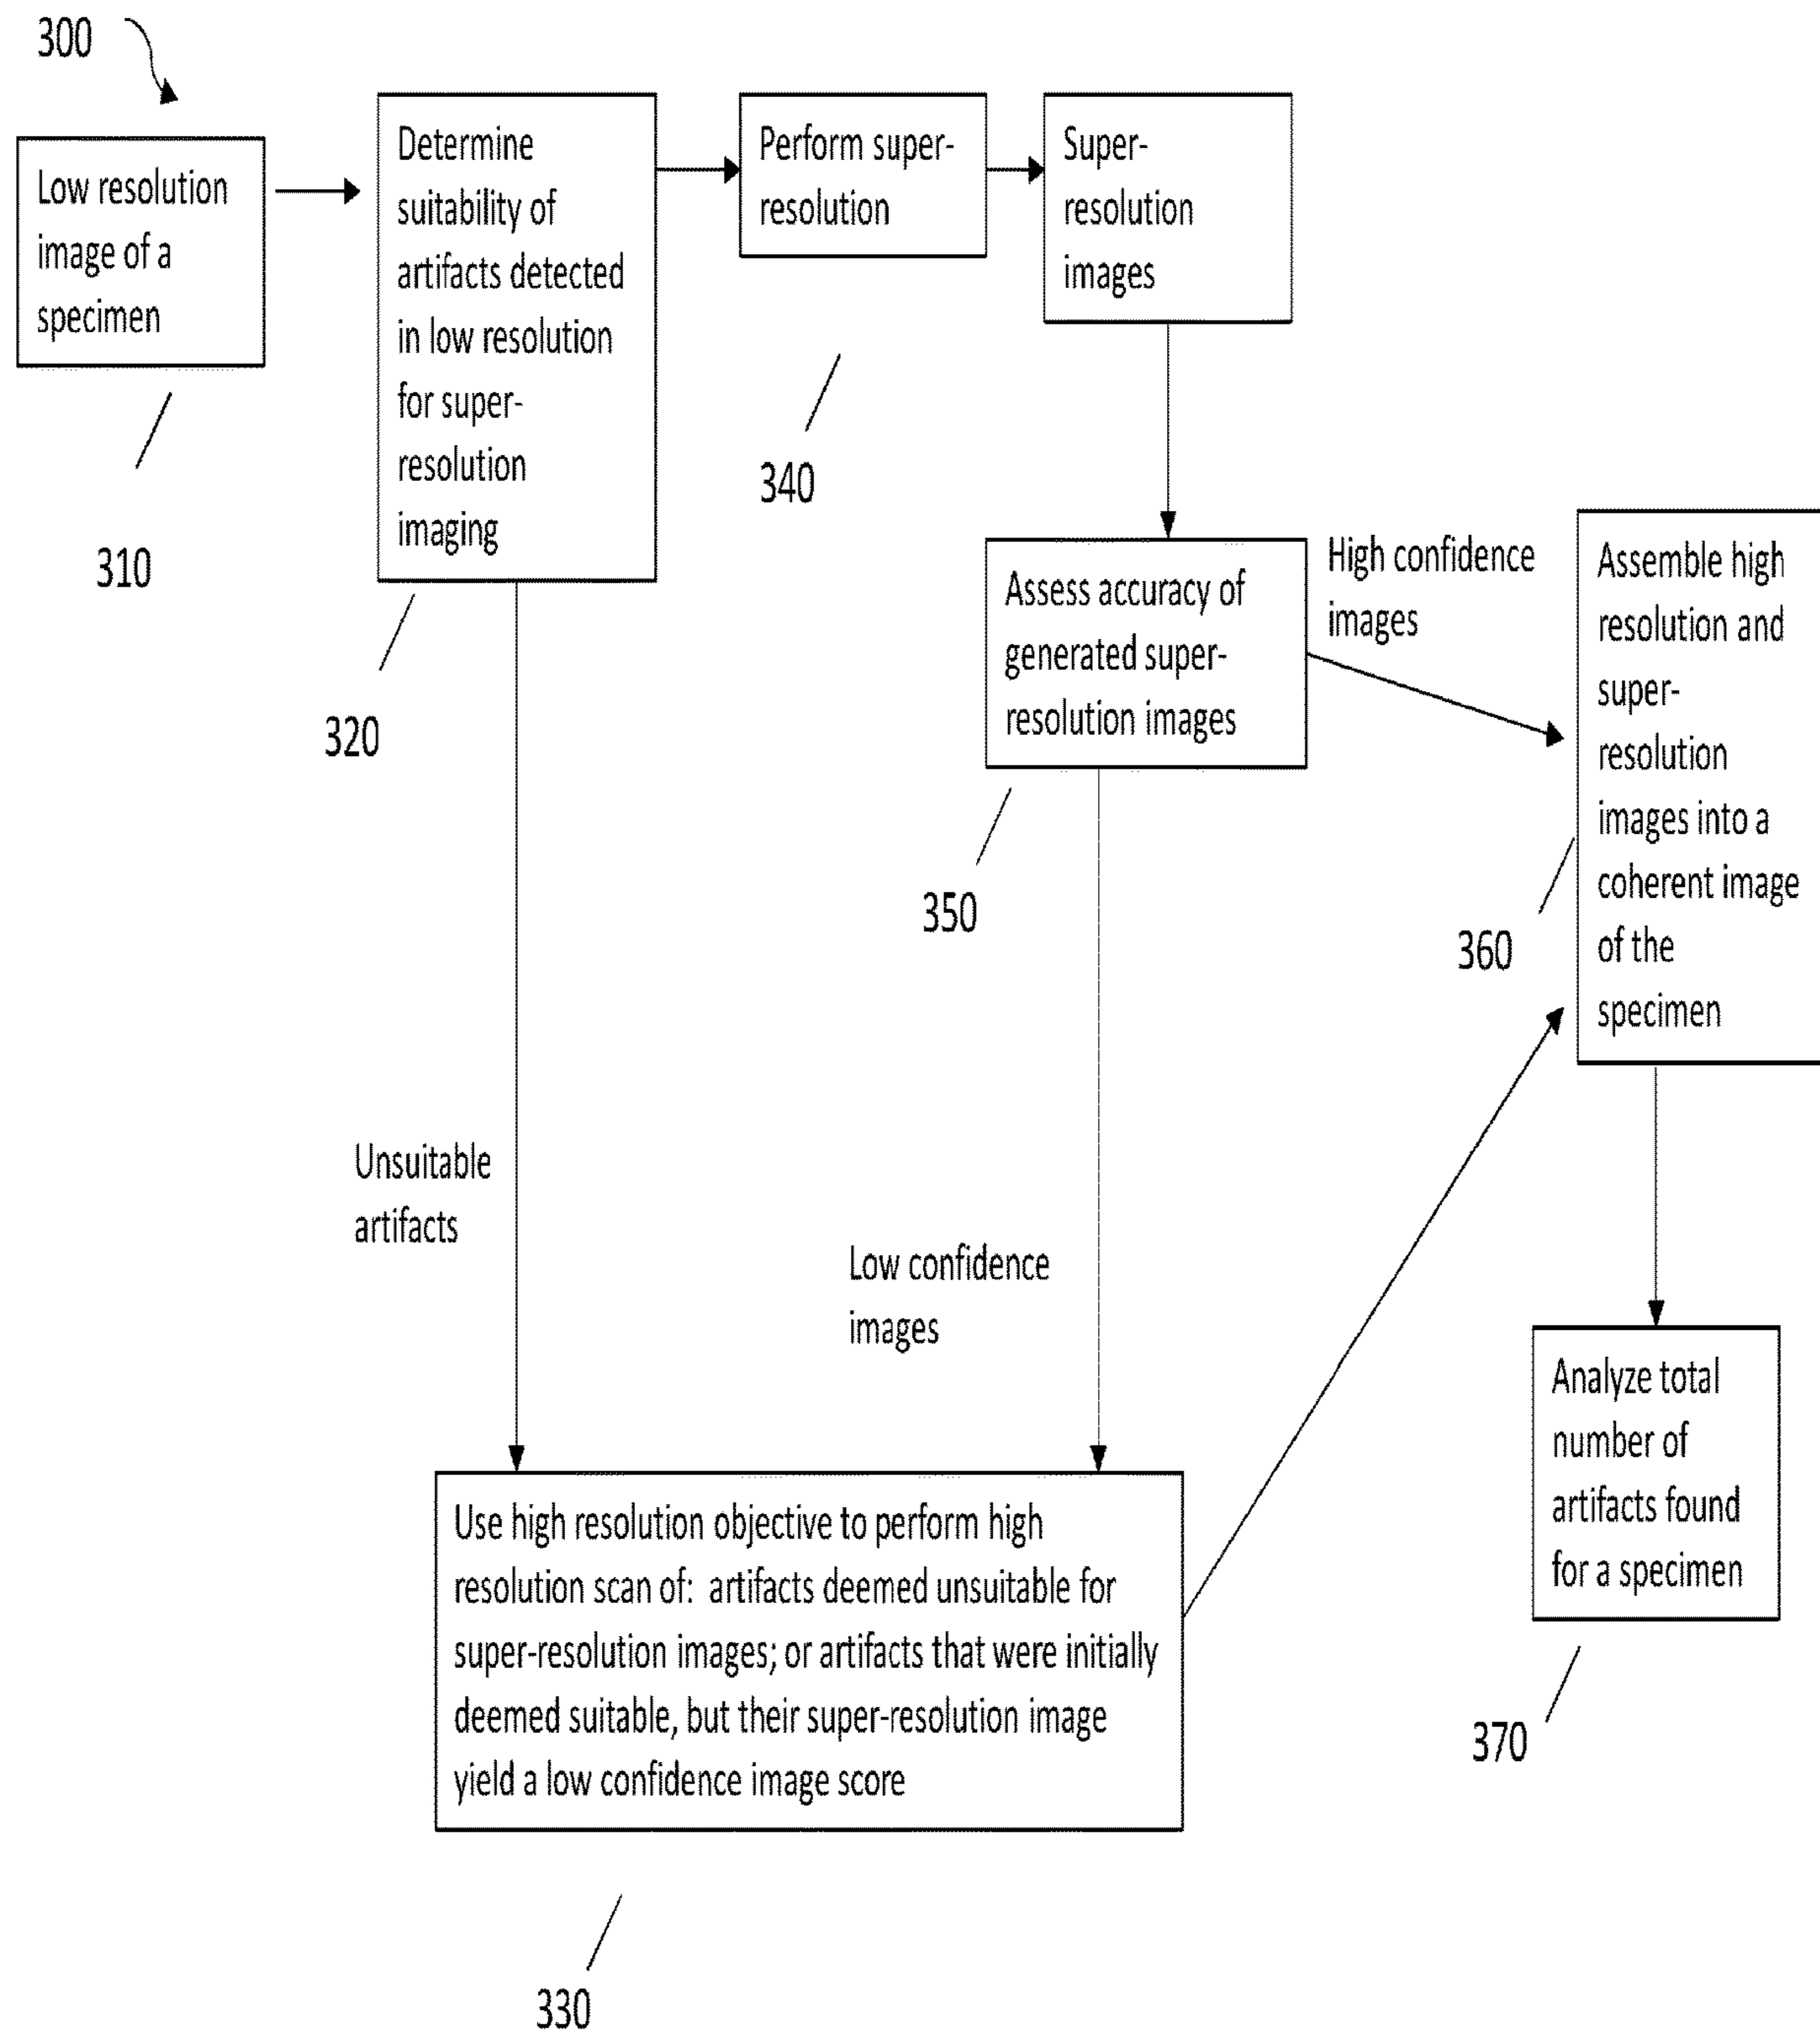 300
Low resolution
image of a
specimen
310
Determine
suitability of
artifacts detected
in low resolution
for super-
resolution
imaging
320
Perform super-
resolution
340
Super-
resolution
images
Assess accuracy of
generated super-
resolution images
350
High confidence
images
Assemble high
resolution and
super-
resolution
images into a
coherent image
of the
specimen
360
Unsuitable
artifacts
Low confidence
images
Use high resolution objective to perform high
resolution scan of: artifacts deemed unsuitable for
super-resolution images; or artifacts that were initially
deemed suitable, but their super-resolution image
yield a low confidence image score
330
Analyze total
number of
artifacts found
for a specimen
370